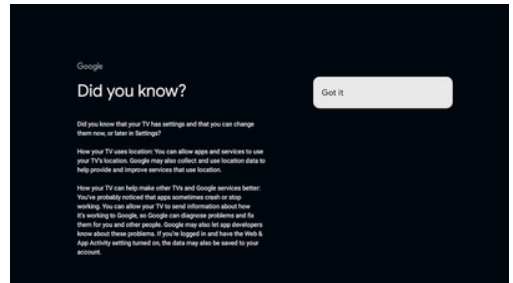 Google
Did you know?
Got it
Did you know that your TV has settings and that you can change
them now, or later in Settings?
How your TV uses location: You can allow apps and services to use
your TV's location. Google may also collect and use location data to
help provide and improve services that use location.
How your TV can help make other TVs and Google services better:
You've probably noticed that apps sometimes crash or stop
working. You can allow your TV to send information about how
it's working to Google, so Google can diagnose problems and fix
them for you and other people. Google may also let app developers
know about these problems. If you're logged in and have the Web &
App Activity setting turned on, the data may also be saved to your
account.